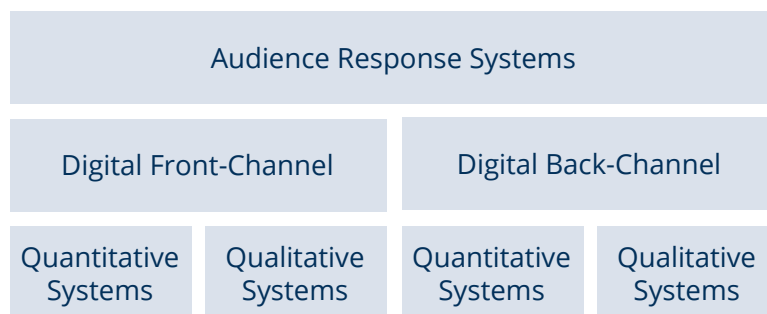 Audience Response Systems
Digital Front-Channel
Digital Back-Channel
Quantitative
Systems
Qualitative
Systems
Quantitative
Systems
Qualitative
Systems